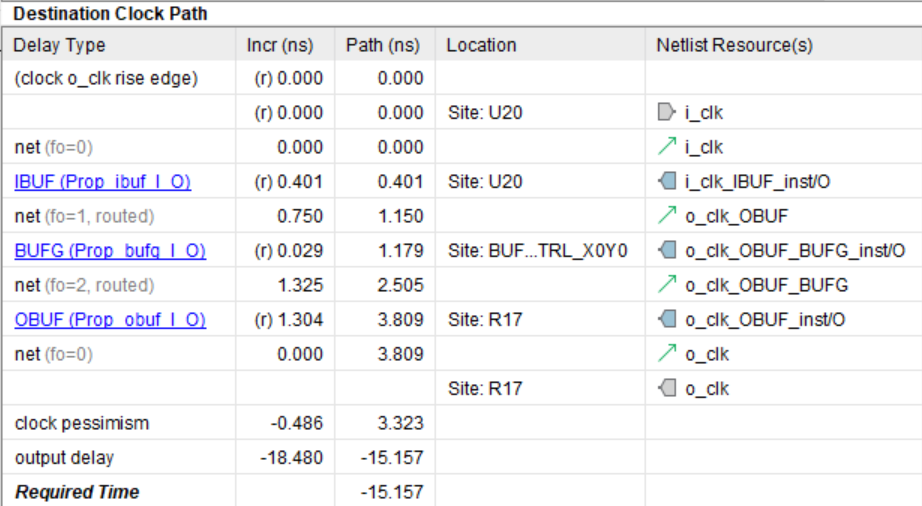 Destination Clock Path
Delay Type Incr (ns) Path (ns) Location Netlist Resource(s)
(clock o_clk rise edge) (r) 0.000 0.000
(r) 0.000 0.000 Site: U20 i_clk
net (fo=0) 0.000 0.000 i_clk
IBUF (Prop_ibuf_I_O) (r) 0.401 0.401 Site: U20 i_clk_IBUF_inst/O
net (fo=1, routed) 0.750 1.150 o_clk_OBUF
BUFG (Prop_bufg_I_O) (r) 0.029 1.179 Site: BUF...TRL_X0Y0 o_clk_OBUF_BUFG_inst/O
net (fo=2, routed) 1.325 2.505 o_clk_OBUF_BUFG
OBUF (Prop_obuf_I_O) (r) 1.304 3.809 Site: R17 o_clk_OBUF_inst/O
net (fo=0) 0.000 3.809 o_clk
Site: R17 o_clk
clock pessimism -0.486 3.323
output delay -18.480 -15.157
Required Time -15.157